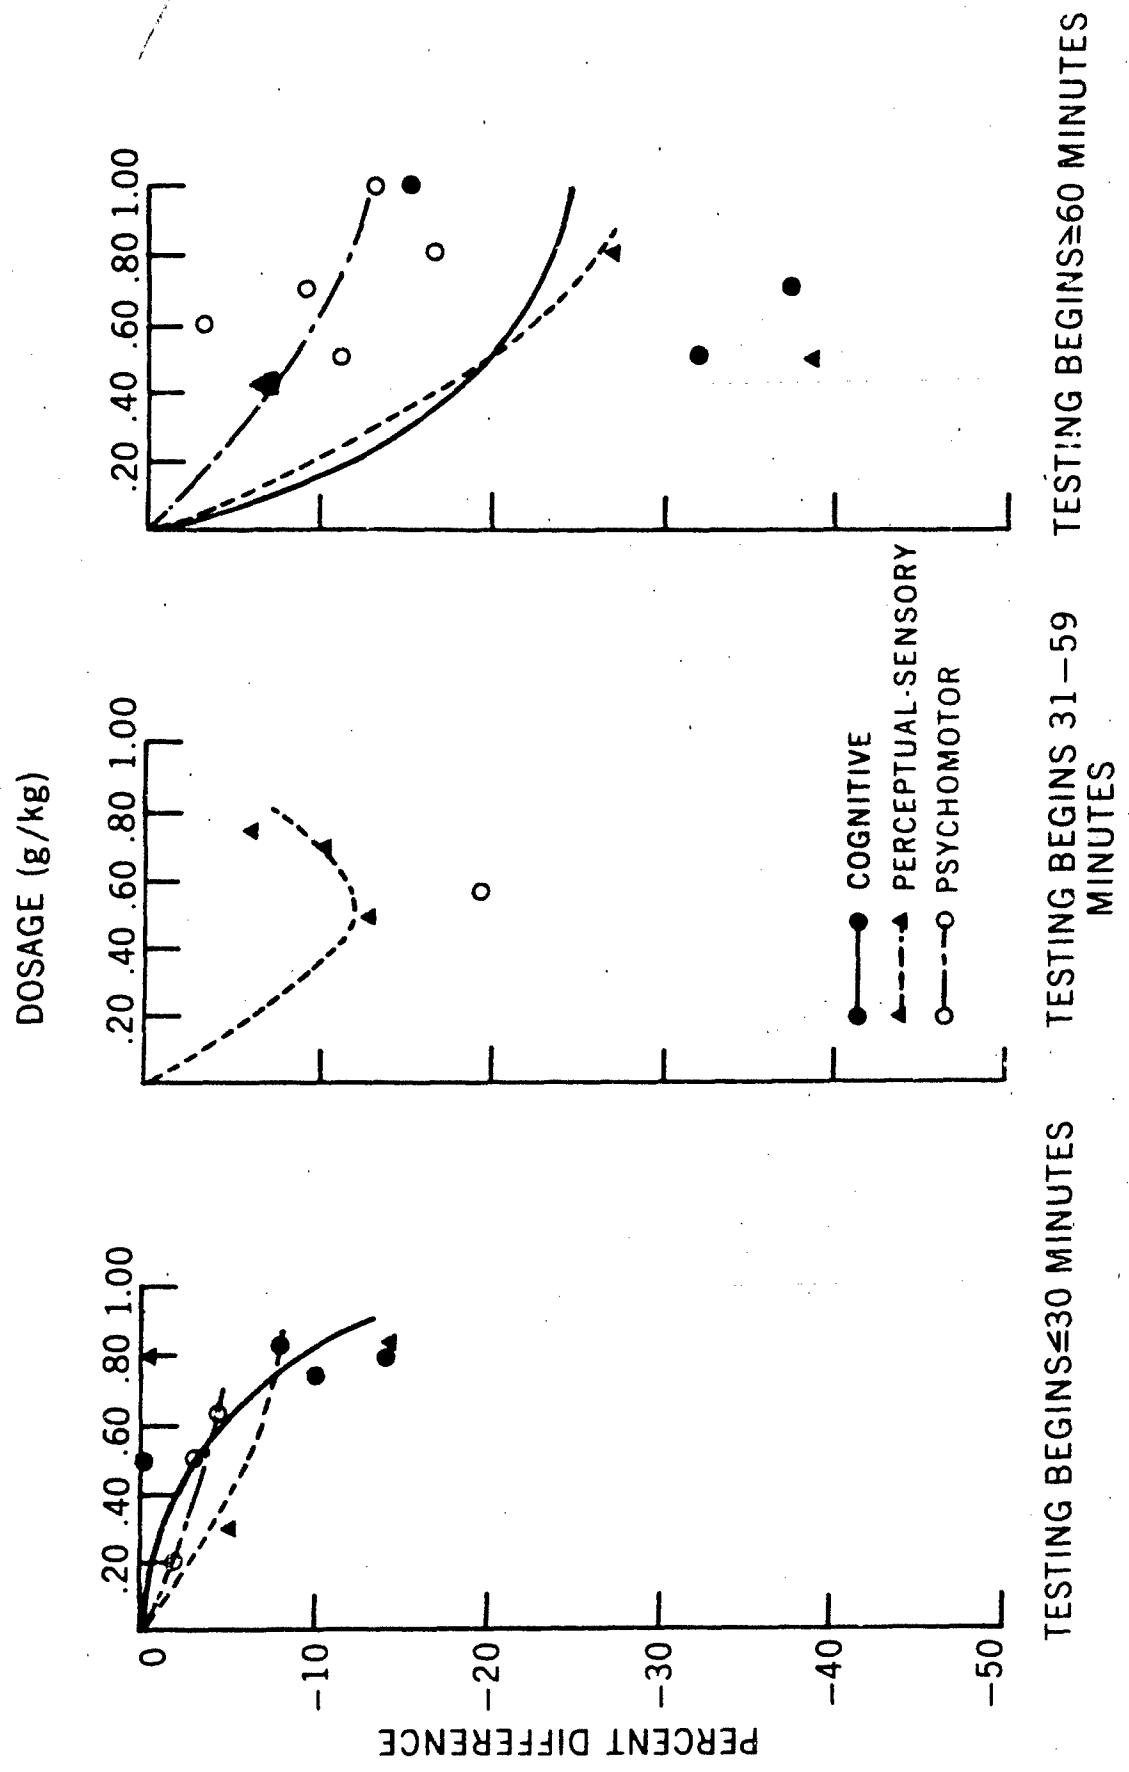 DOSAGE (g/kg)
.20 .40 .60 .80 1.00
.20 .40 .60 .80 1.00
.20 .40 .60 .80 1.00
0
−10
−20
−30
−40
−50
PERCENT DIFFERENCE
COGNITIVE
PERCEPTUAL-SENSORY
PSYCHOMOTOR
TESTING BEGINS≤30 MINUTES
TESTING BEGINS 31−59
MINUTES
TESTING BEGINS≥60 MINUTES